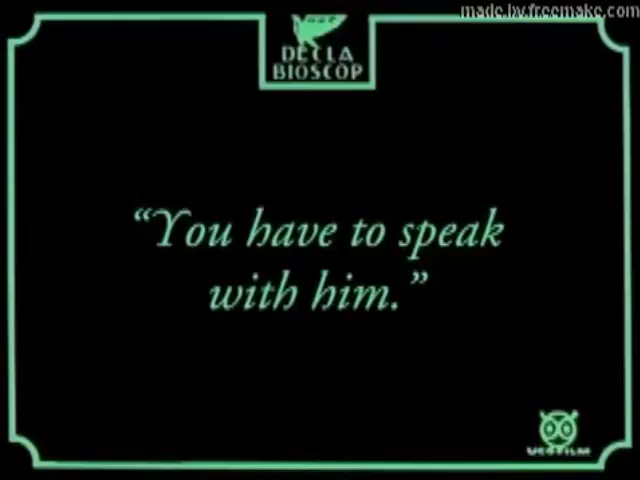 made.by.freemake.com
DECLA
BIOSCOP
“You have to speak
with him.”